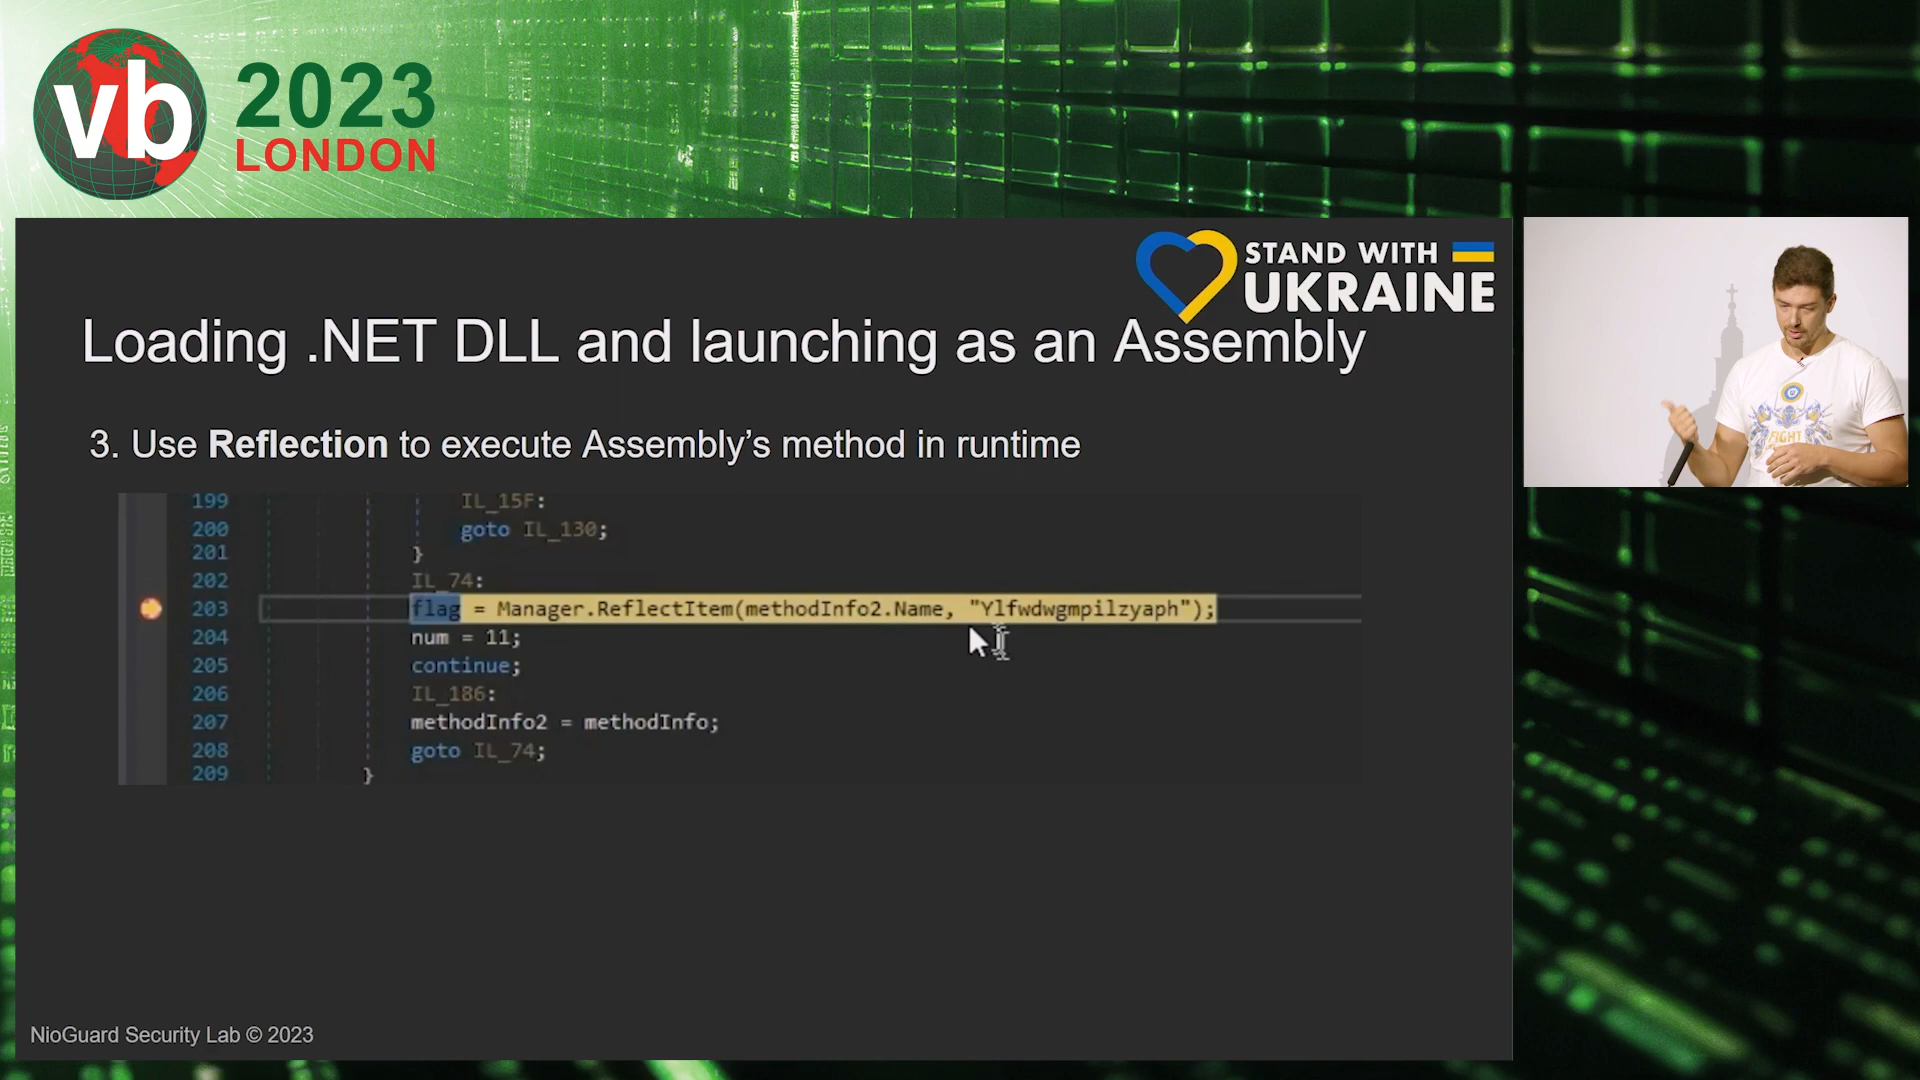 vb
2023
LONDON
STAND WITH
UKRAINE
Loading .NET DLL and launching as an Assembly
3. Use Reflection to execute Assembly’s method in runtime
199 IL_15F:
200 goto IL_130;
201 }
202 IL_74:
203 flag = Manager.ReflectItem(methodInfo2.Name, "Ylfwdwgmpilzyaph");
204 num = 11;
205 continue;
206 IL_186:
207 methodInfo2 = methodInfo;
208 goto IL_74;
209 }
FIGHT
NioGuard Security Lab © 2023